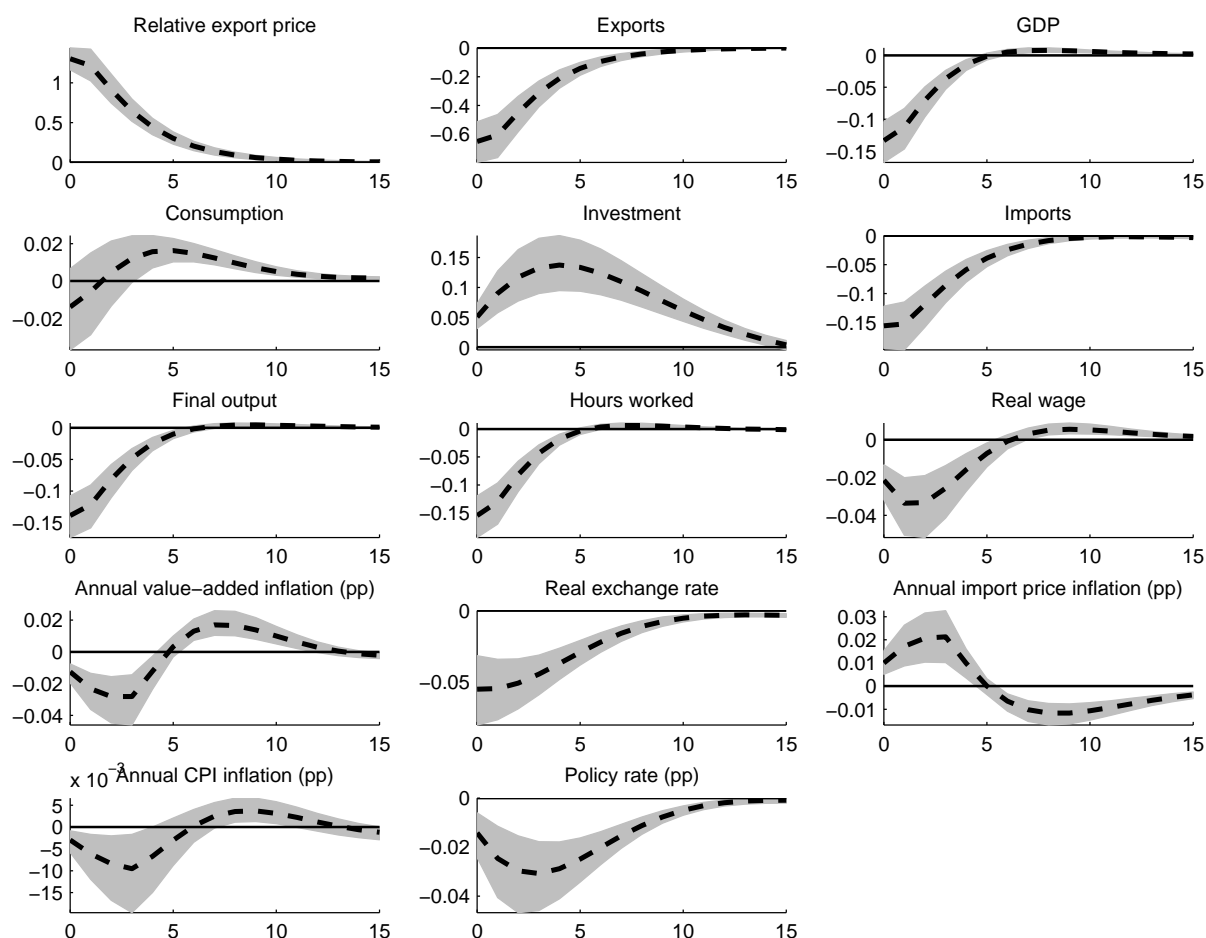 Relative export price Exports GDP
1
0.5
0
0 5 10 15
0
−0.2
−0.4
−0.6
0 5 10 15
0
−0.05
−0.1
−0.15
0 5 10 15
Consumption Investment Imports
0.02
0
−0.02
0 5 10 15
0.15
0.1
0.05
0
0 5 10 15
0
−0.05
−0.1
−0.15
0 5 10 15
Final output Hours worked Real wage
0
−0.05
−0.1
−0.15
0 5 10 15
0
−0.05
−0.1
−0.15
0 5 10 15
0
−0.02
−0.04
0 5 10 15
Annual value−added inflation (pp) Real exchange rate Annual import price inflation (pp)
0.02
0
−0.02
−0.04
0 5 10 15
0
−0.05
0 5 10 15
0.03
0.02
0.01
0
−0.01
0 5 10 15
x 10−3 Annual CPI inflation (pp) Policy rate (pp)
5
0
−5
−10
−15
0 5 10 15
0
−0.02
−0.04
0 5 10 15